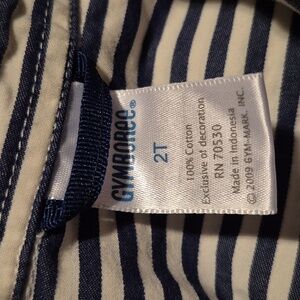 GYMBOREE®
2T
100% Cotton
Exclusive of decoration
RN 70530
Made in Indonesia
© 2009 GYM-MARK, INC.